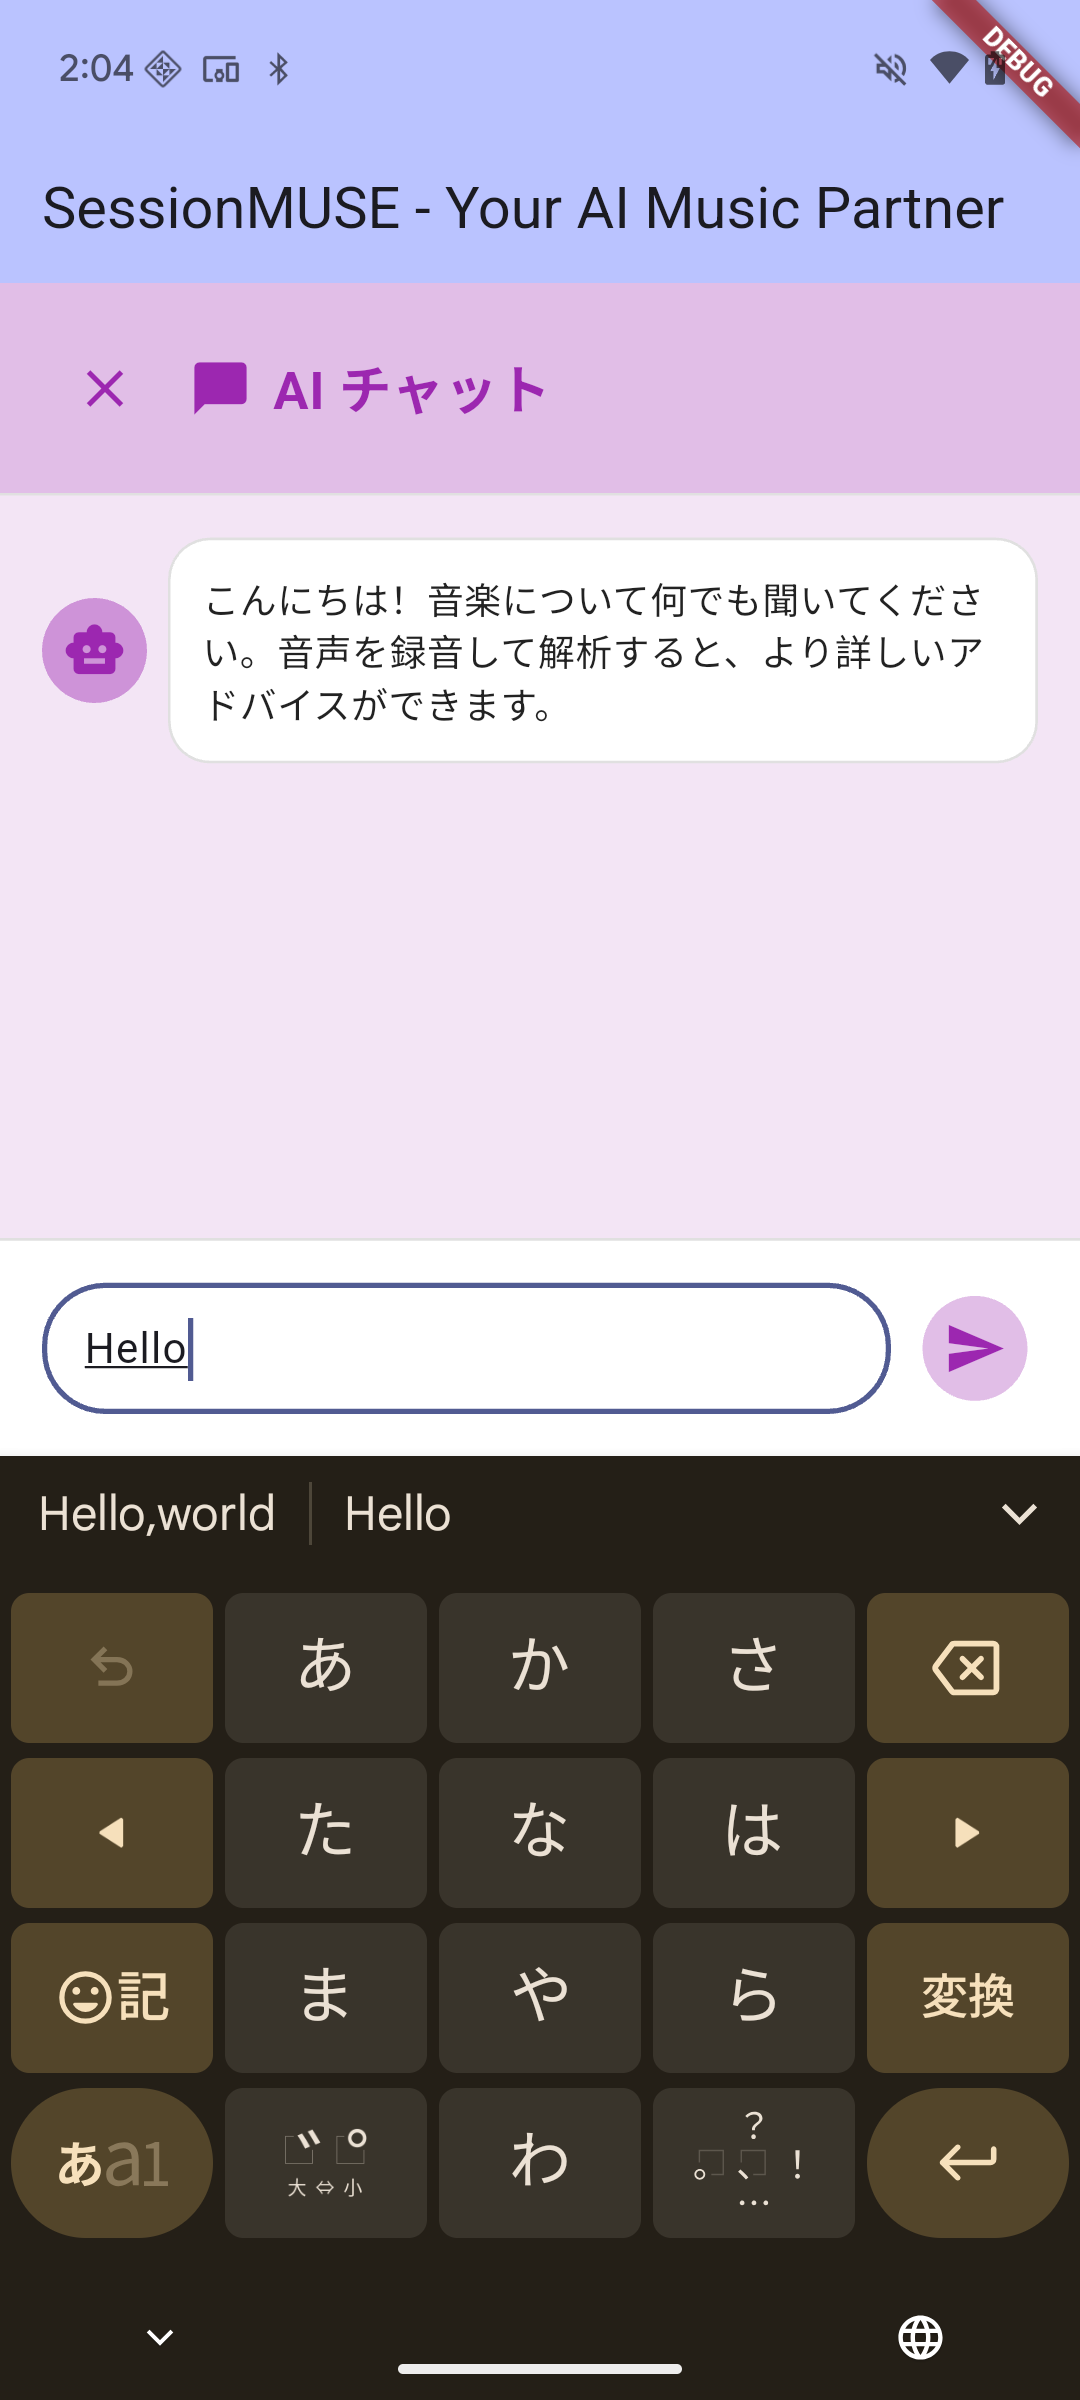 2:04
DEBUG
SessionMUSE - Your AI Music Partner
AI チャット
こんにちは！音楽について何でも聞いてくださ
い。音声を録音して解析すると、より詳しいア
ドバイスができます。
Hello
Hello,world
Hello
あ
か
さ
た
な
は
記
ま
や
ら
変換
あa1
゛゜
大⇔小
わ
？
。、！
…